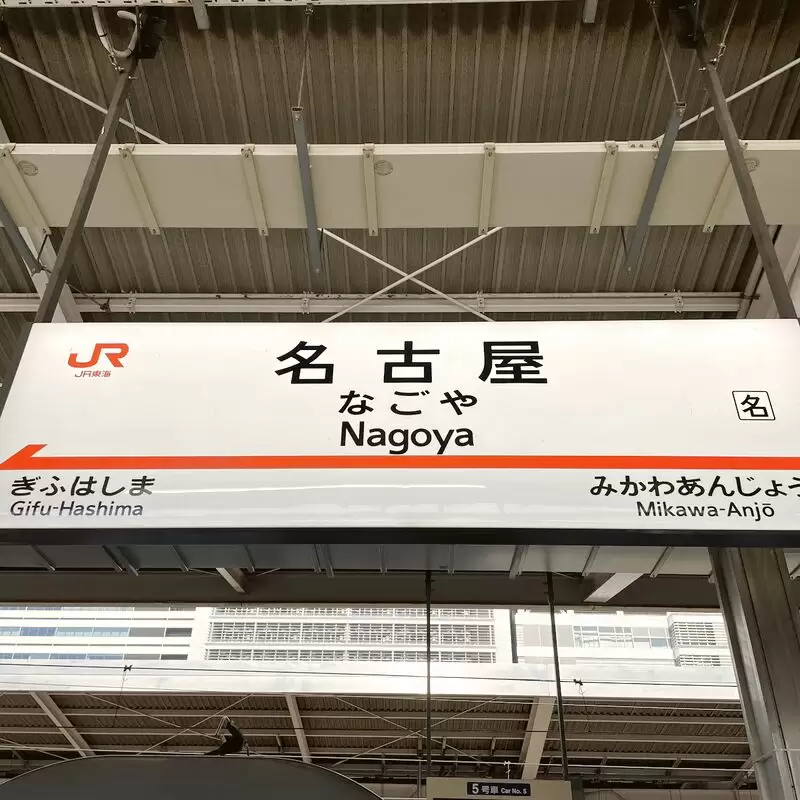 JR
JR東海
名古屋
なごや
Nagoya
名
ぎふはしま
Gifu-Hashima
みかわあんじょう
Mikawa-Anjō
5号車 Car No. 5